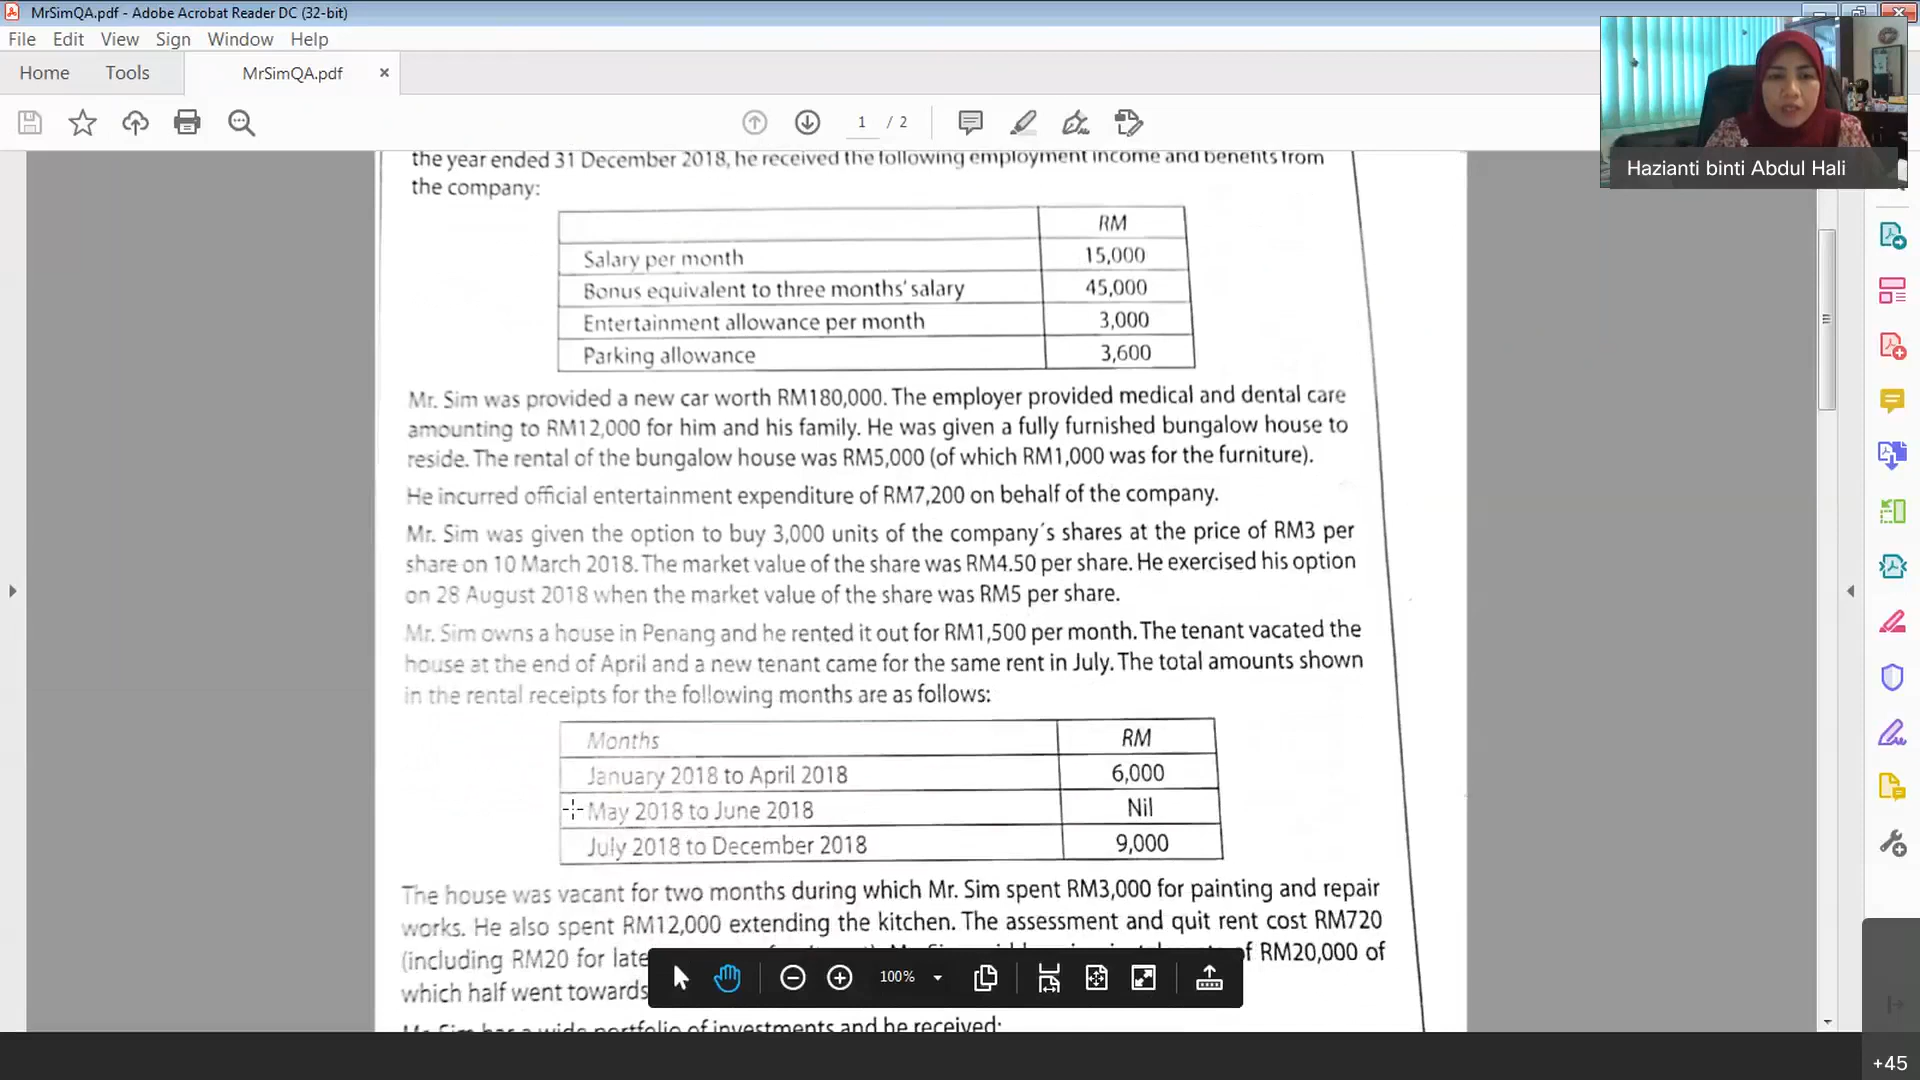 MrSimQA.pdf - Adobe Acrobat Reader DC (32-bit)
File Edit View Sign Window Help
Home Tools MrSimQA.pdf
1 / 2
Hazianti binti Abdul Hali
the year ended 31 December 2018, he received the following employment income and benefits from
the company:
RM
Salary per month 15,000
Bonus equivalent to three months' salary 45,000
Entertainment allowance per month 3,000
Parking allowance 3,600
Mr. Sim was provided a new car worth RM180,000. The employer provided medical and dental care
amounting to RM12,000 for him and his family. He was given a fully furnished bungalow house to
reside. The rental of the bungalow house was RM5,000 (of which RM1,000 was for the furniture).
He incurred official entertainment expenditure of RM7,200 on behalf of the company.
Mr. Sim was given the option to buy 3,000 units of the company´s shares at the price of RM3 per
share on 10 March 2018. The market value of the share was RM4.50 per share. He exercised his option
on 28 August 2018 when the market value of the share was RM5 per share.
Mr. Sim owns a house in Penang and he rented it out for RM1,500 per month. The tenant vacated the
house at the end of April and a new tenant came for the same rent in July. The total amounts shown
in the rental receipts for the following months are as follows:
Months RM
January 2018 to April 2018 6,000
May 2018 to June 2018 Nil
July 2018 to December 2018 9,000
The house was vacant for two months during which Mr. Sim spent RM3,000 for painting and repair
works. He also spent RM12,000 extending the kitchen. The assessment and quit rent cost RM720
(including RM20 for late of RM20,000 of
which half went towards
Mr. Sim has a wide portfolio of investments and he received:
100%
+45